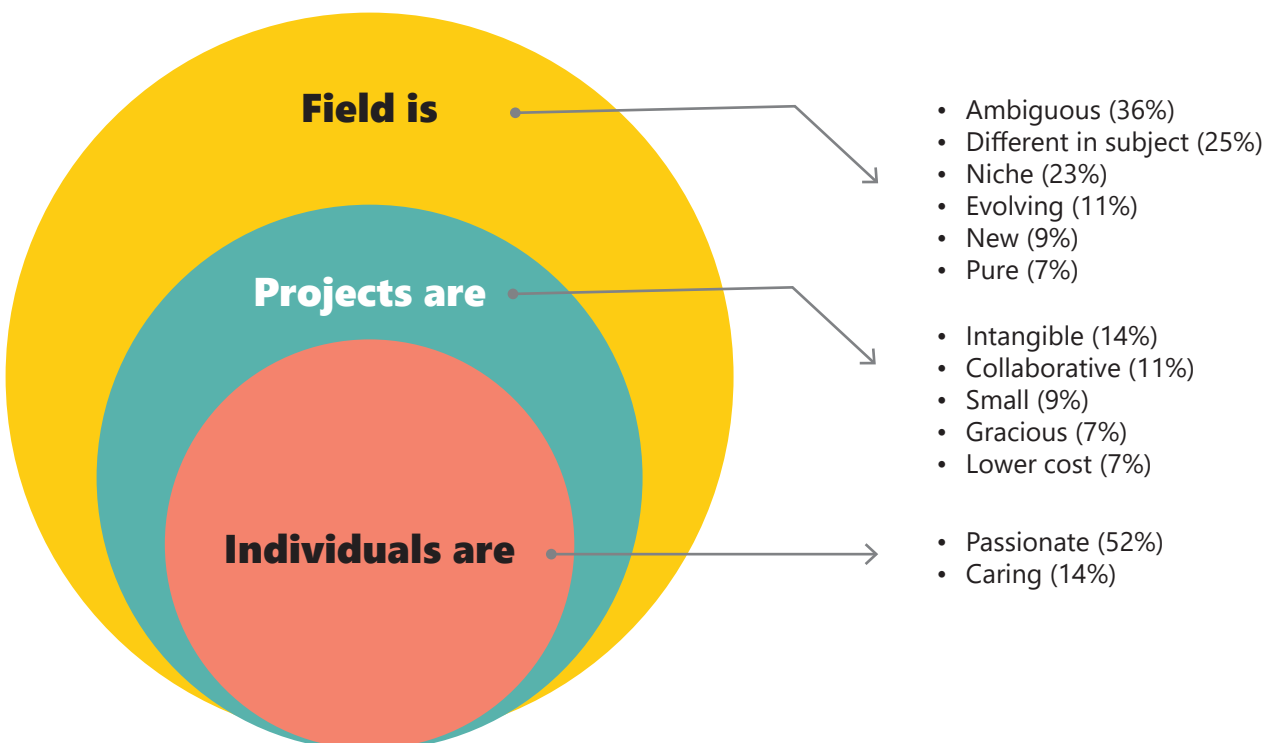 Field is
• Ambiguous (36%)
• Different in subject (25%)
• Niche (23%)
• Evolving (11%)
• New (9%)
• Pure (7%)
Projects are
• Intangible (14%)
• Collaborative (11%)
• Small (9%)
• Gracious (7%)
• Lower cost (7%)
Individuals are
• Passionate (52%)
• Caring (14%)